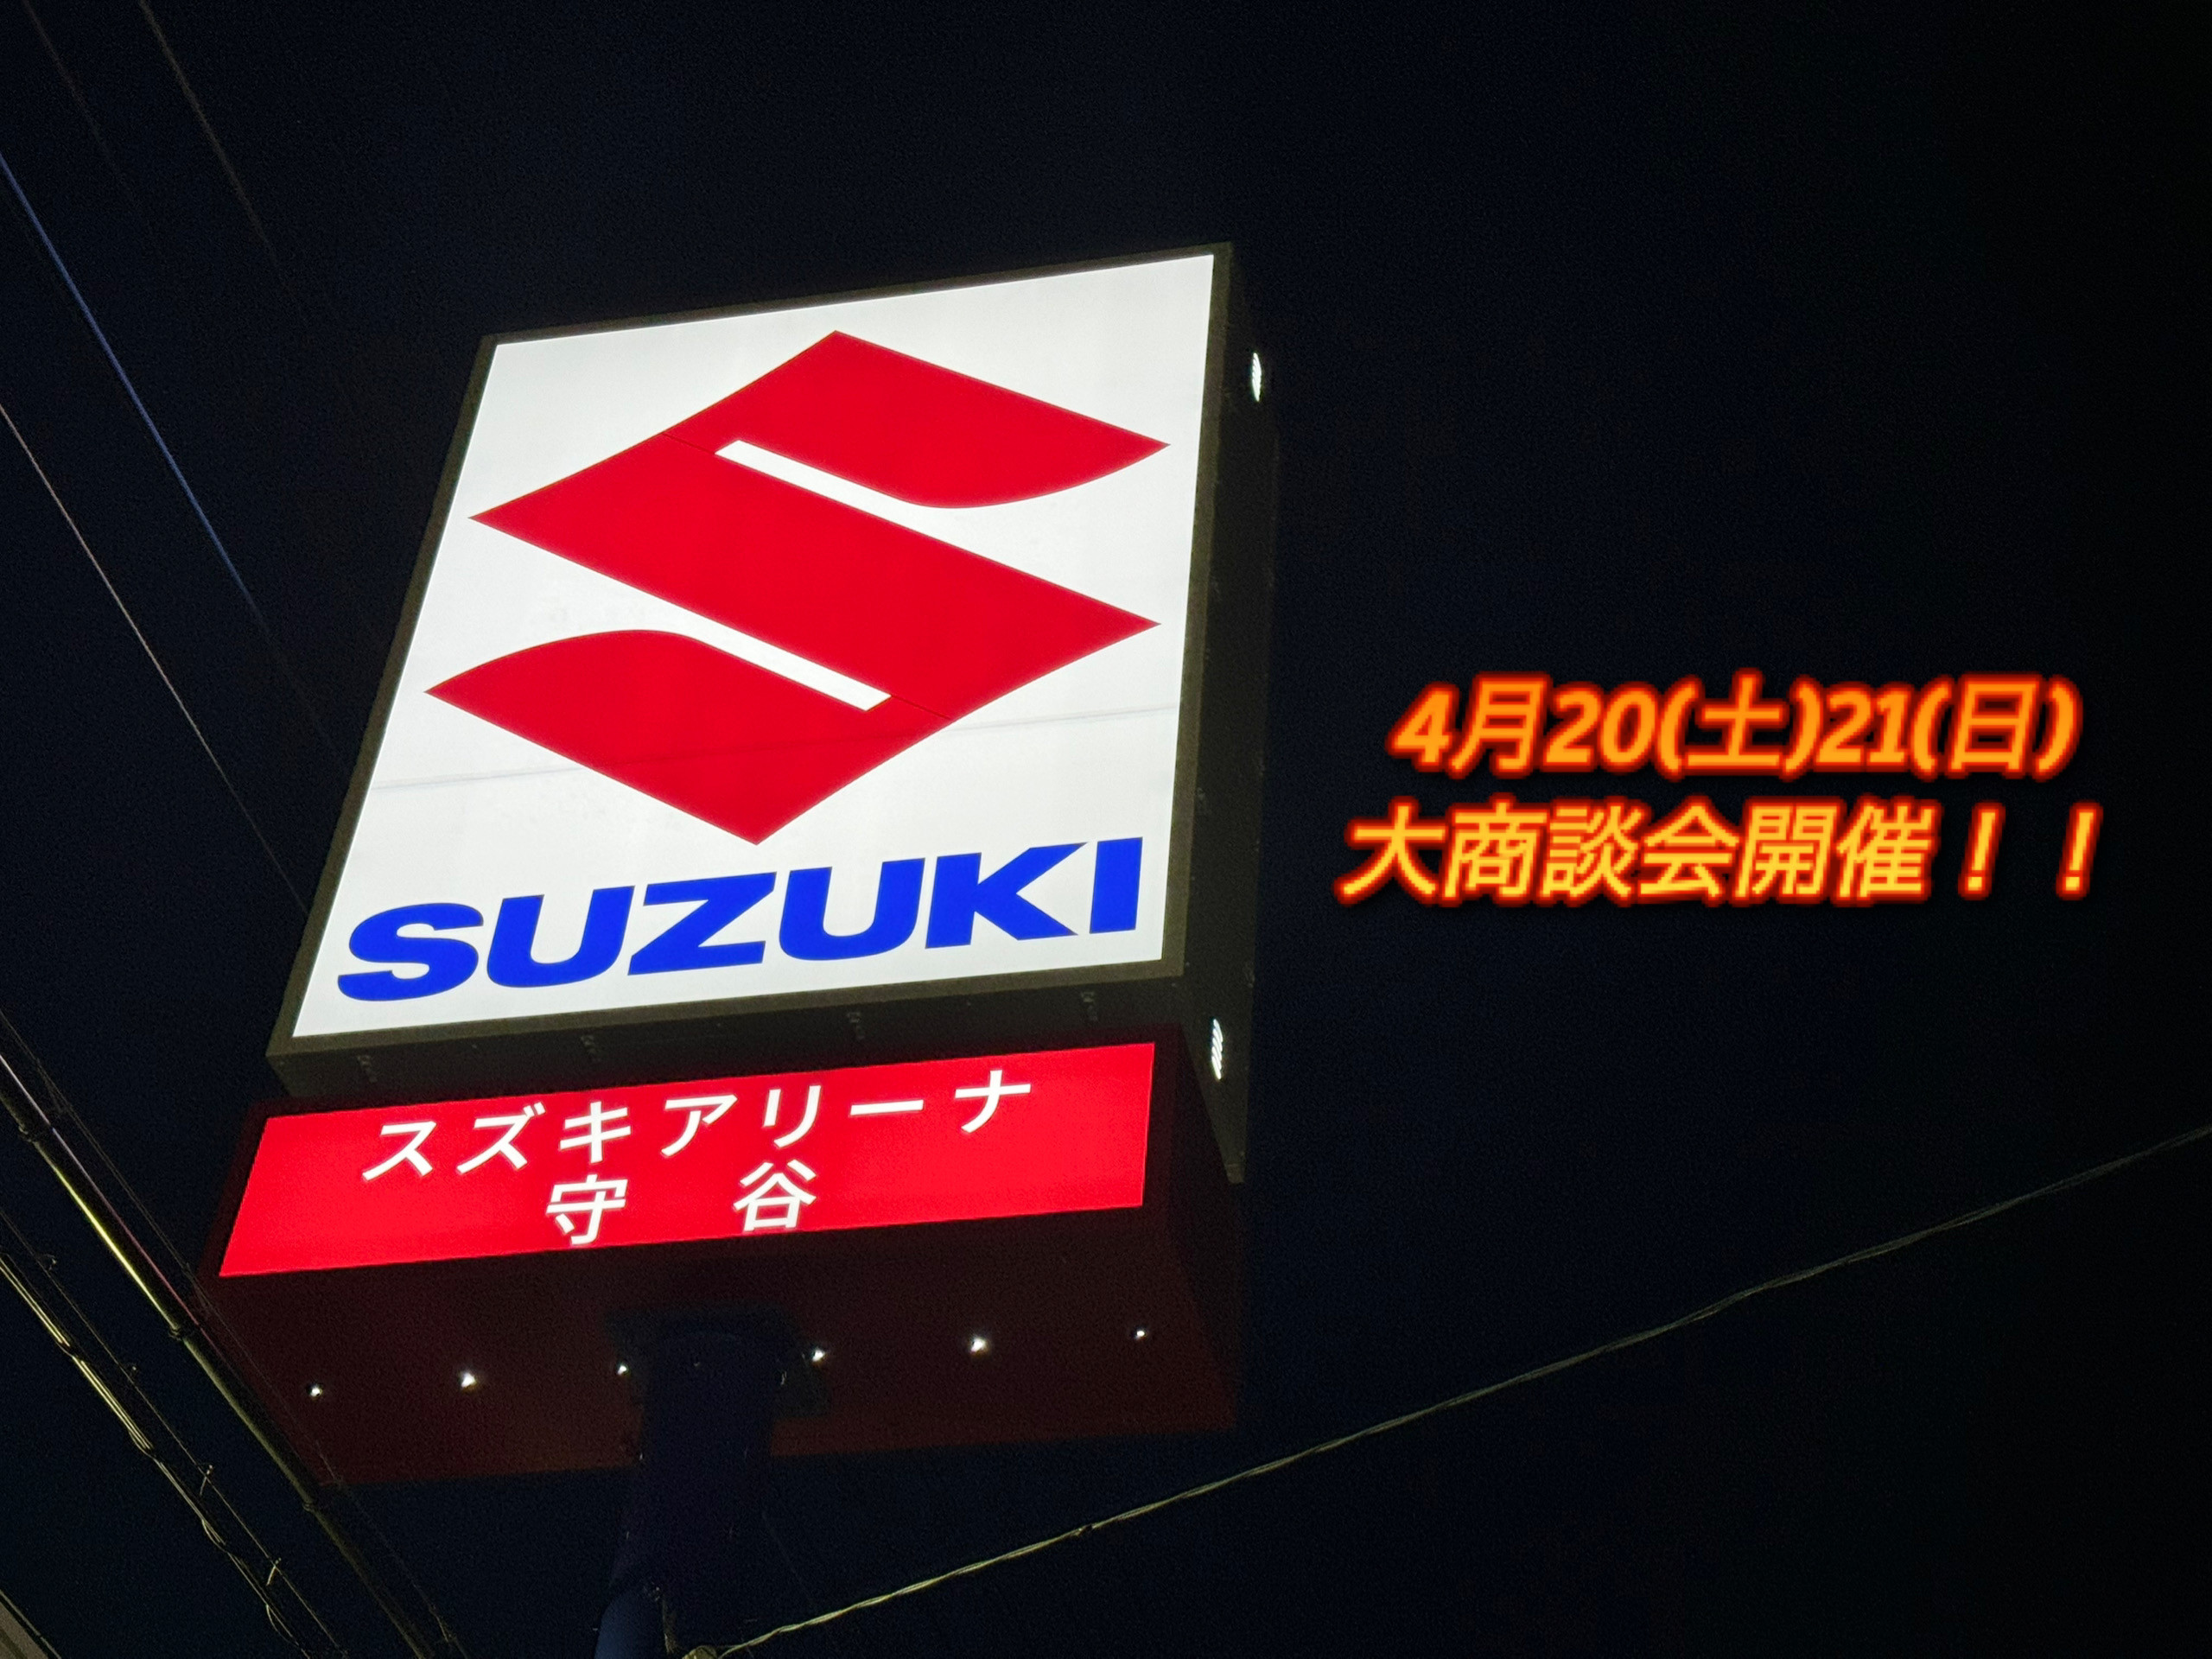 SUZUKI
スズキアリーナ
守谷
4月20(土)21(日)
大商談会開催！！